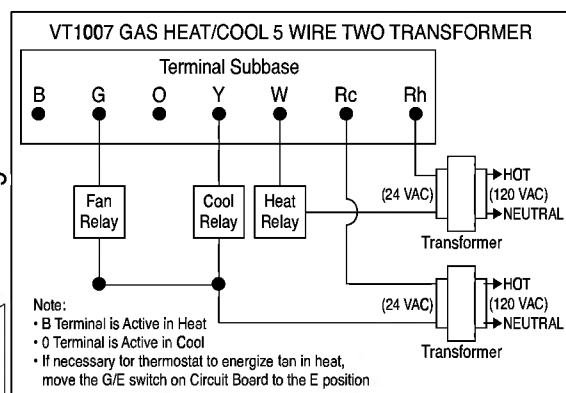 VT1007 GAS HEAT/COOL 5 WIRE TWO TRANSFORMER
Terminal Subbase
B G O Y W Rc Rh
Fan Relay
Cool Relay
Heat Relay
(24 VAC)
HOT
(120 VAC)
NEUTRAL
Transformer
(24 VAC)
HOT
(120 VAC)
NEUTRAL
Transformer
Note:
• B Terminal is Active in Heat
• 0 Terminal is Active in Cool
• If necessary tor thermostat to energize tan in heat,
move the G/E switch on Circuit Board to the E position